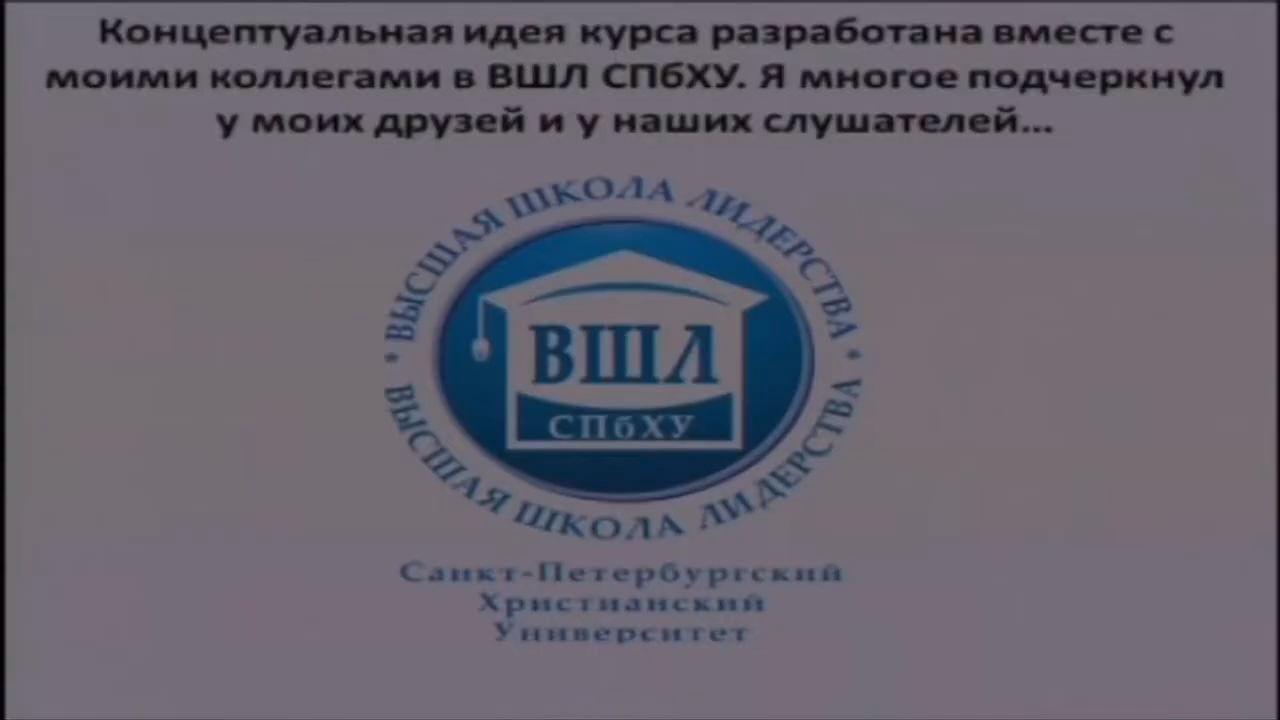 Концептуальная идея курса разработана вместе с
моими коллегами в ВШЛ СПбХУ. Я многое подчеркнул
у моих друзей и у наших слушателей...
* ВЫСШАЯ ШКОЛА ЛИДЕРСТВА *
ВШЛ
СПбХУ
ВЫСШАЯ ШКОЛА ЛИДЕРСТВА
Санкт-Петербургский
Христианский
Университет